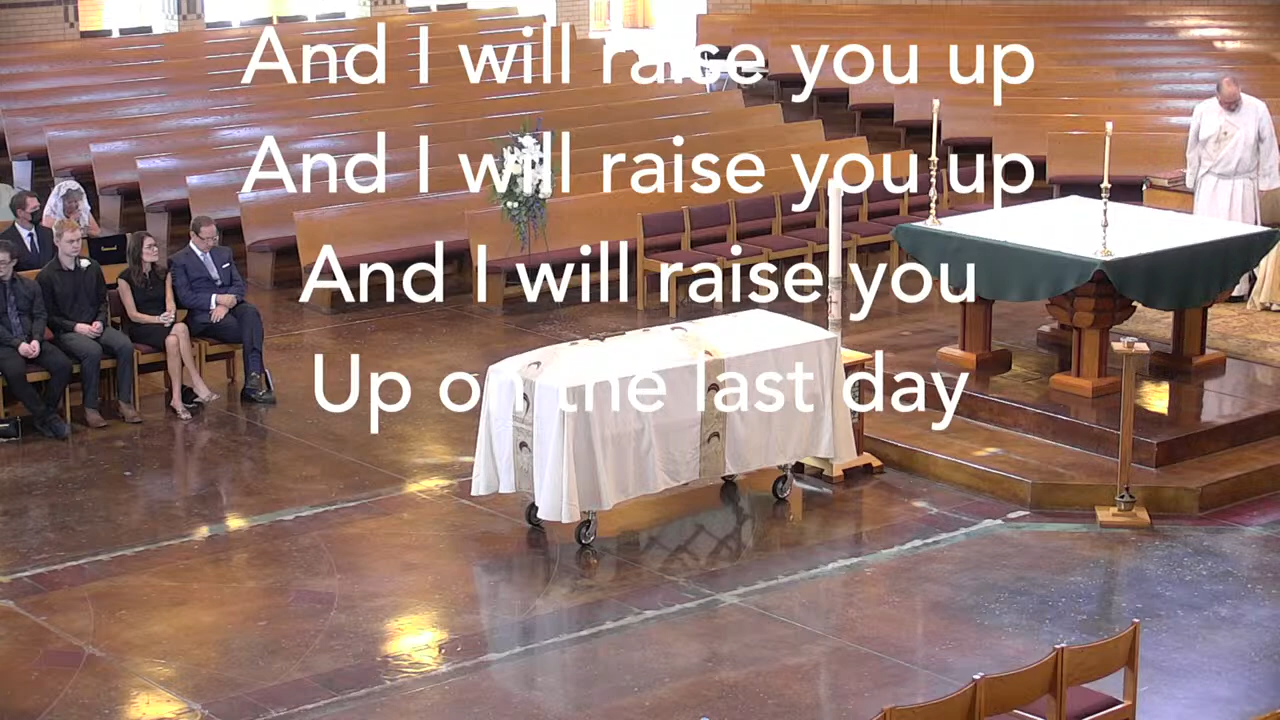 And I will raise you up
And I will raise you up
And I will raise you
Up on the last day